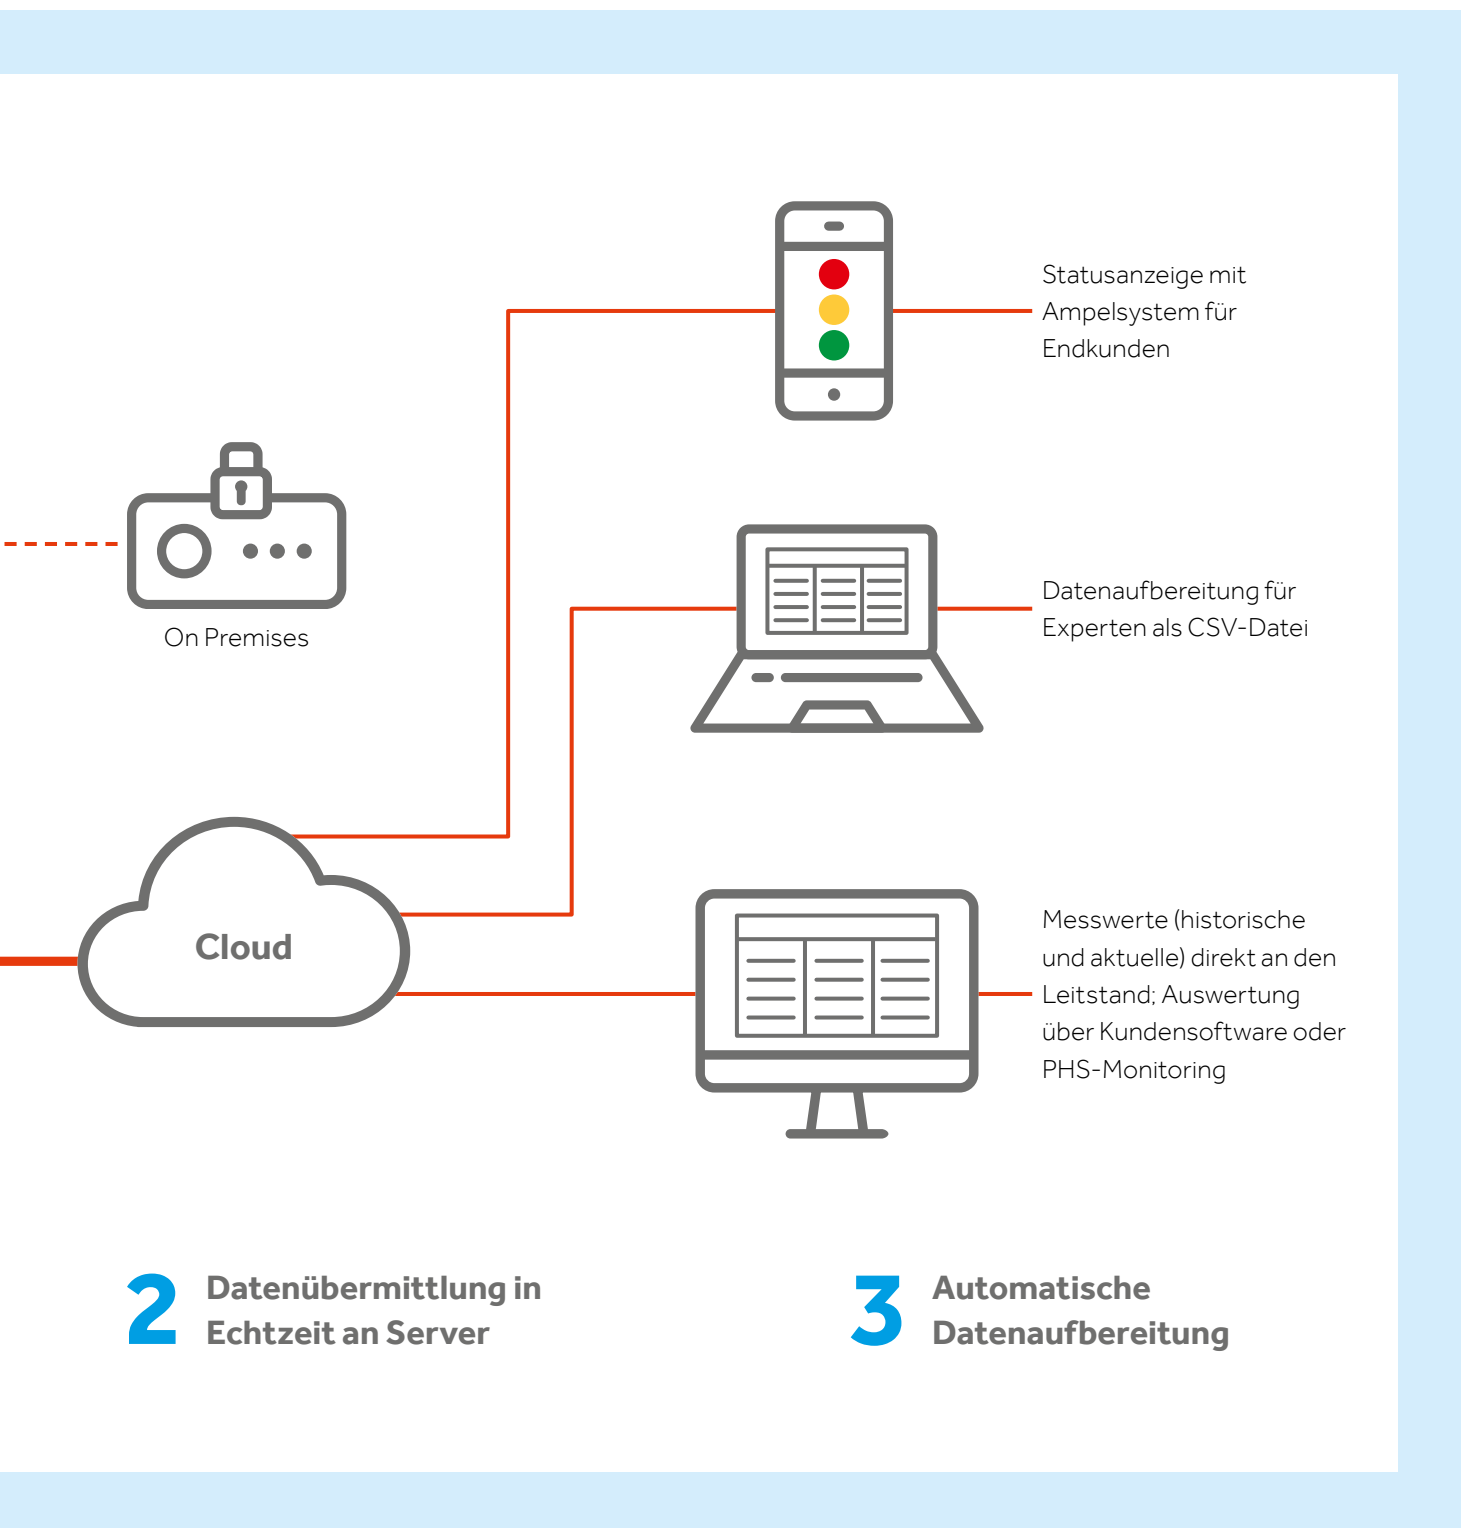 Statusanzeige mit
Ampelsystem für
Endkunden
On Premises
Datenaufbereitung für
Experten als CSV-Datei
Cloud
Messwerte (historische
und aktuelle) direkt an den
Leitstand; Auswertung
über Kundensoftware oder
PHS-Monitoring
2 Datenübermittlung in
Echtzeit an Server
3 Automatische
Datenaufbereitung